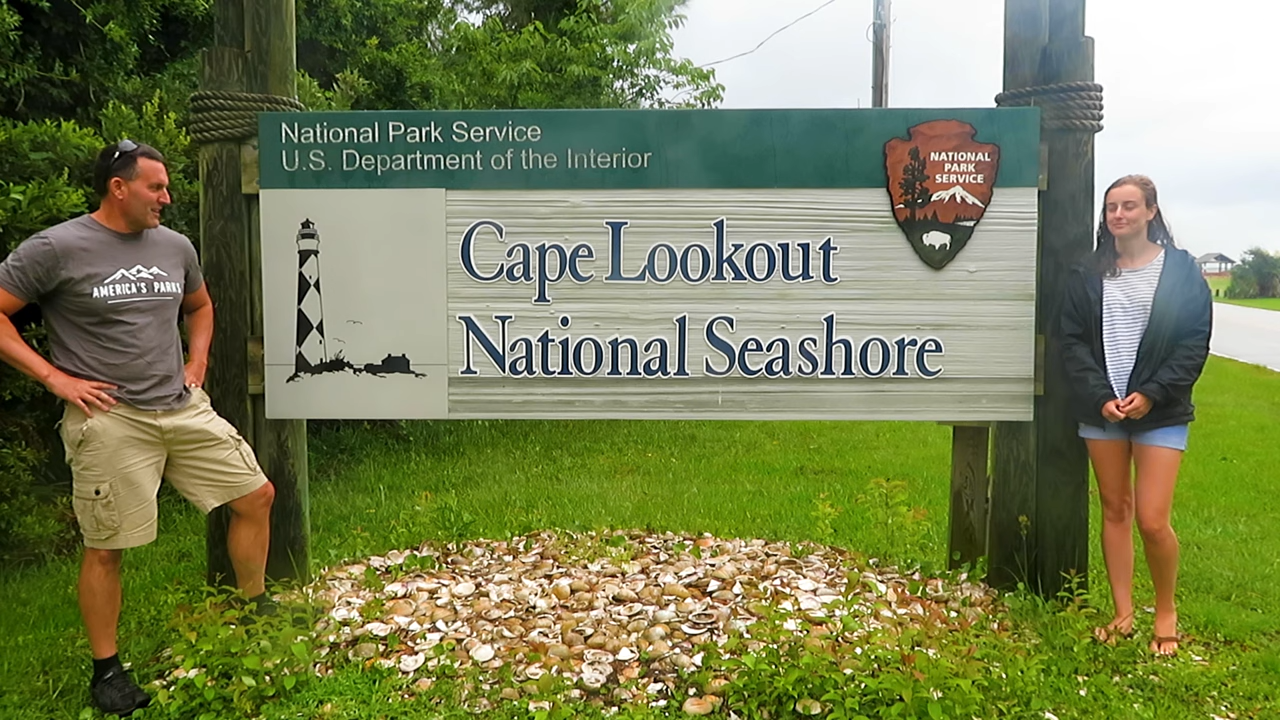 National Park Service
U.S. Department of the Interior
NATIONAL
PARK
SERVICE
Cape Lookout
National Seashore
AMERICA'S PARKS